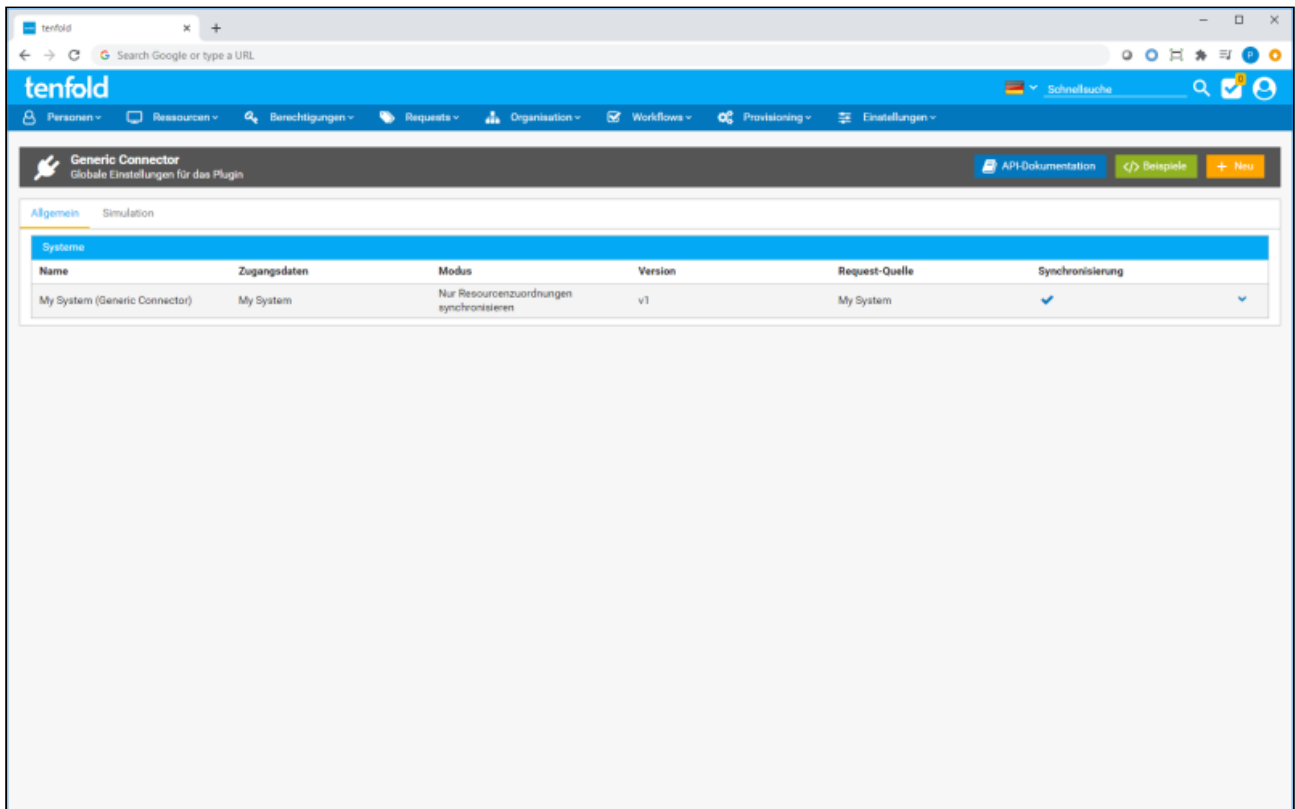 tenfold
Search Google or type a URL
P
tenfold
Schnellsuche
0
Personen Ressourcen Berechtigungen Requests Organisation Workflows Provisioning Einstellungen
Generic Connector
Globale Einstellungen für das Plugin
API-Dokumentation </> Beispiele + Neu
Allgemein Simulation
Systeme
Name Zugangsdaten Modus Version Request-Quelle Synchronisierung
My System (Generic Connector) My System Nur Resourcenzuordnungen synchronisieren v1 My System